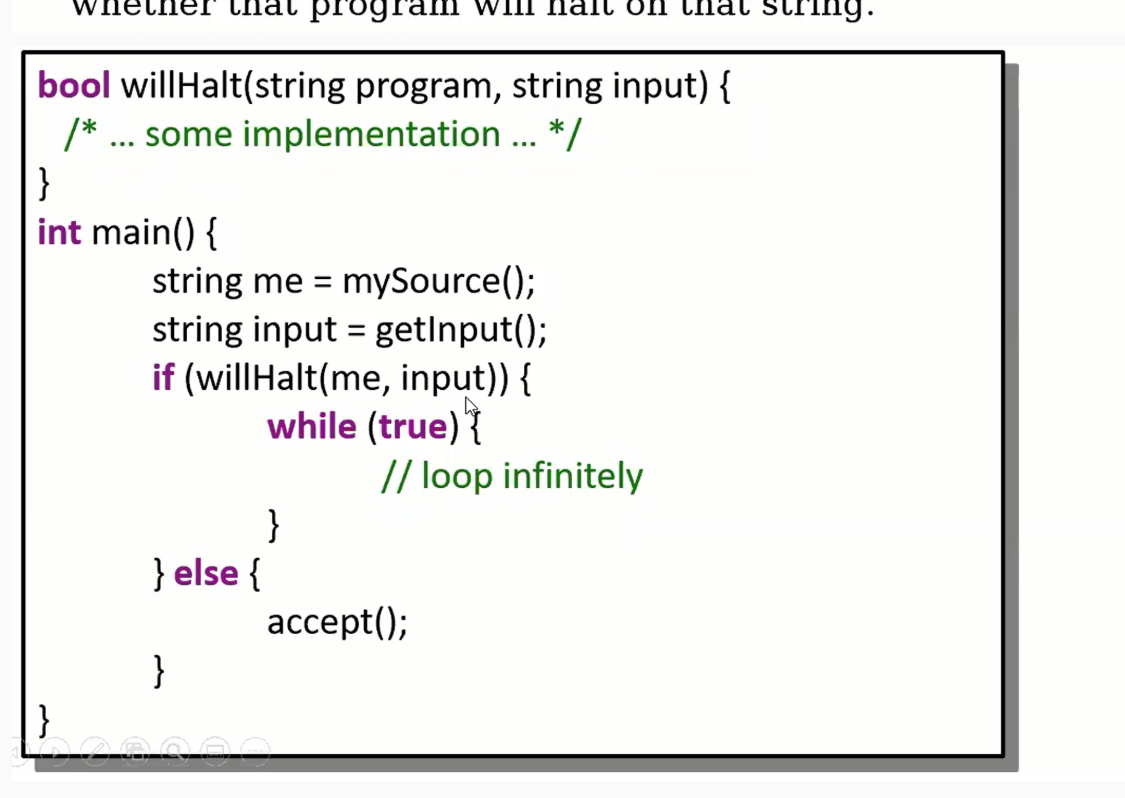 whether that program will halt on that string.
bool willHalt(string program, string input) {
/* ... some implementation ... */
}
int main() {
string me = mySource();
string input = getInput();
if (willHalt(me, input)) {
while (true) {
// loop infinitely
}
} else {
accept();
}
}